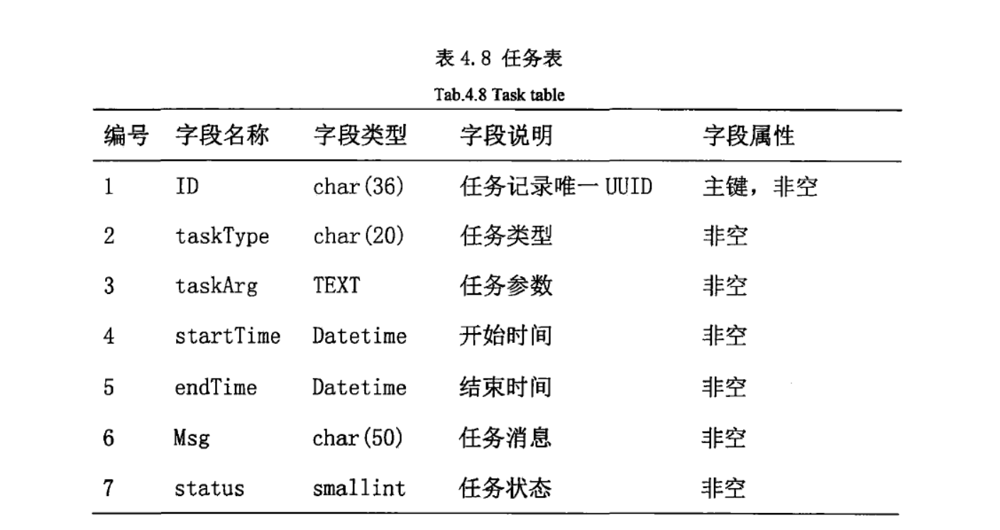 表 4.8 任务表
Tab.4.8 Task table
编号 字段名称 字段类型 字段说明 字段属性
1 ID char(36) 任务记录唯一 UUID 主键，非空
2 taskType char(20) 任务类型 非空
3 taskArg TEXT 任务参数 非空
4 startTime Datetime 开始时间 非空
5 endTime Datetime 结束时间 非空
6 Msg char(50) 任务消息 非空
7 status smallint 任务状态 非空